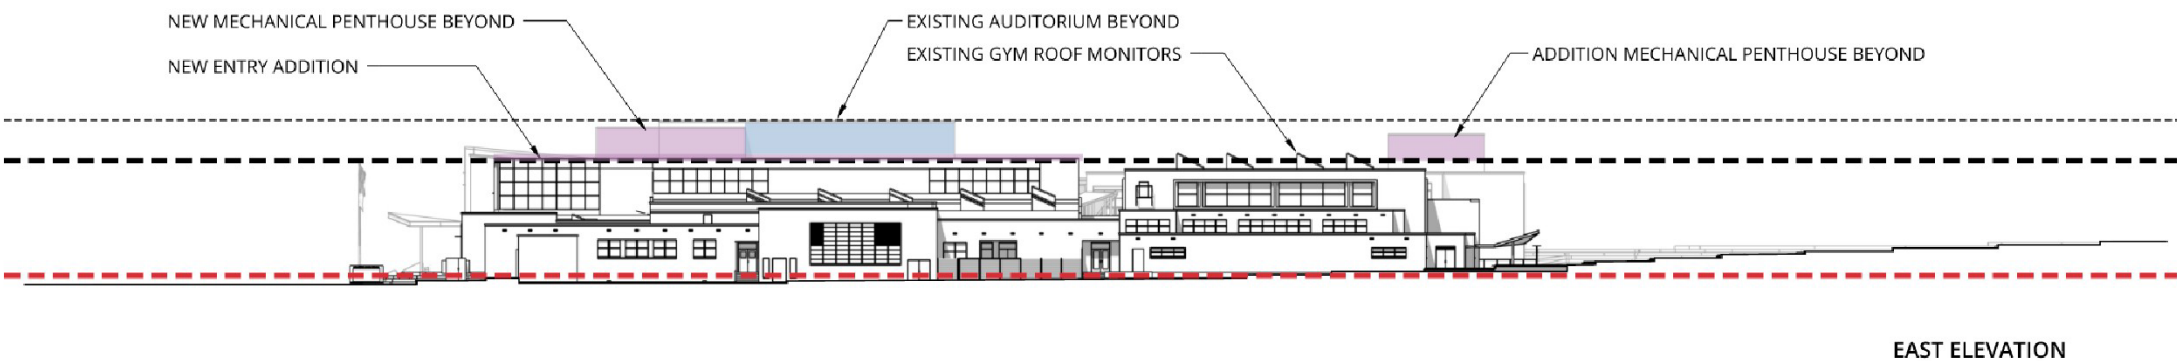 NEW MECHANICAL PENTHOUSE BEYOND
NEW ENTRY ADDITION
EXISTING AUDITORIUM BEYOND
EXISTING GYM ROOF MONITORS
ADDITION MECHANICAL PENTHOUSE BEYOND
EAST ELEVATION